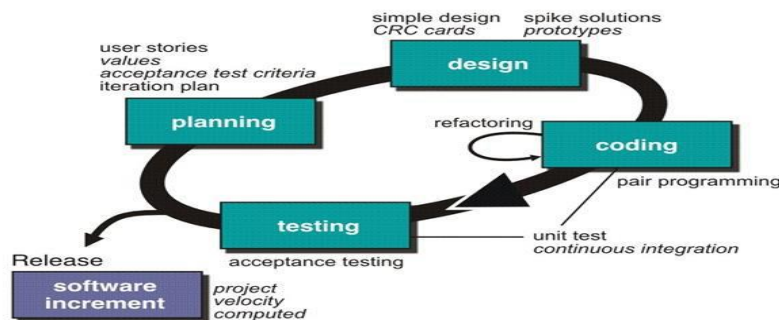 simple design
CRC cards
spike solutions
prototypes
user stories
values
acceptance test criteria
iteration plan
design
planning
refactoring
coding
pair programming
testing
acceptance testing
unit test
continuous integration
Release
software
increment
project
velocity
computed